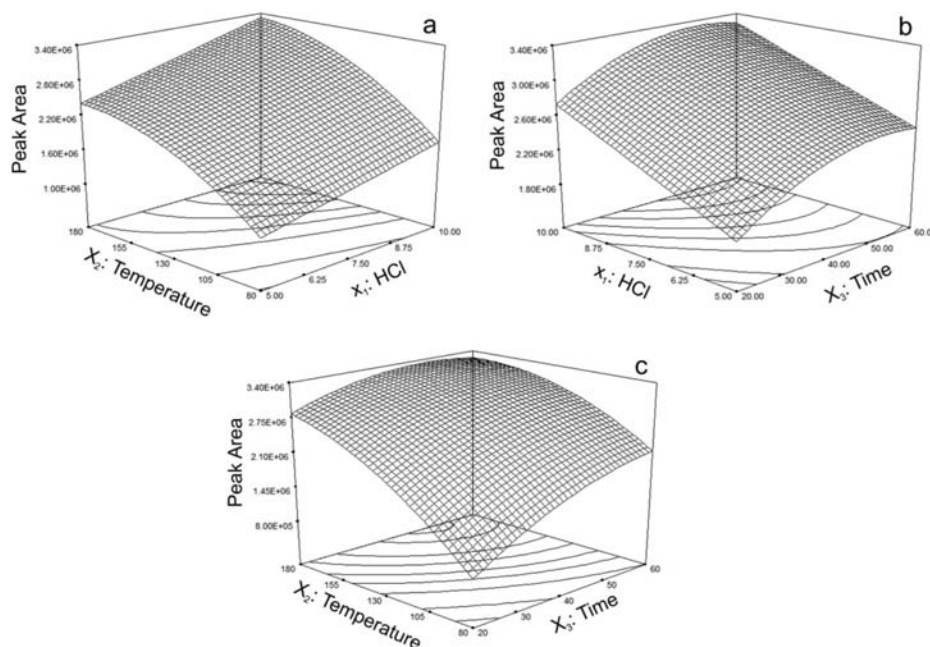 a
Peak Area
3.40E+06
2.80E+06
2.20E+06
1.60E+06
1.00E+06
180
155
130
105
80
X₂: Temperature
5.00
6.25
7.50
8.75
10.00
x₁: HCl
b
Peak Area
3.40E+06
3.00E+06
2.60E+06
2.20E+06
1.80E+06
10.00
8.75
7.50
6.25
5.00
x₁: HCl
20.00
30.00
40.00
50.00
60.00
X₃: Time
c
Peak Area
3.40E+06
2.75E+06
2.10E+06
1.45E+06
8.00E+05
180
155
130
105
80
X₂: Temperature
20
30
40
50
60
X₃: Time